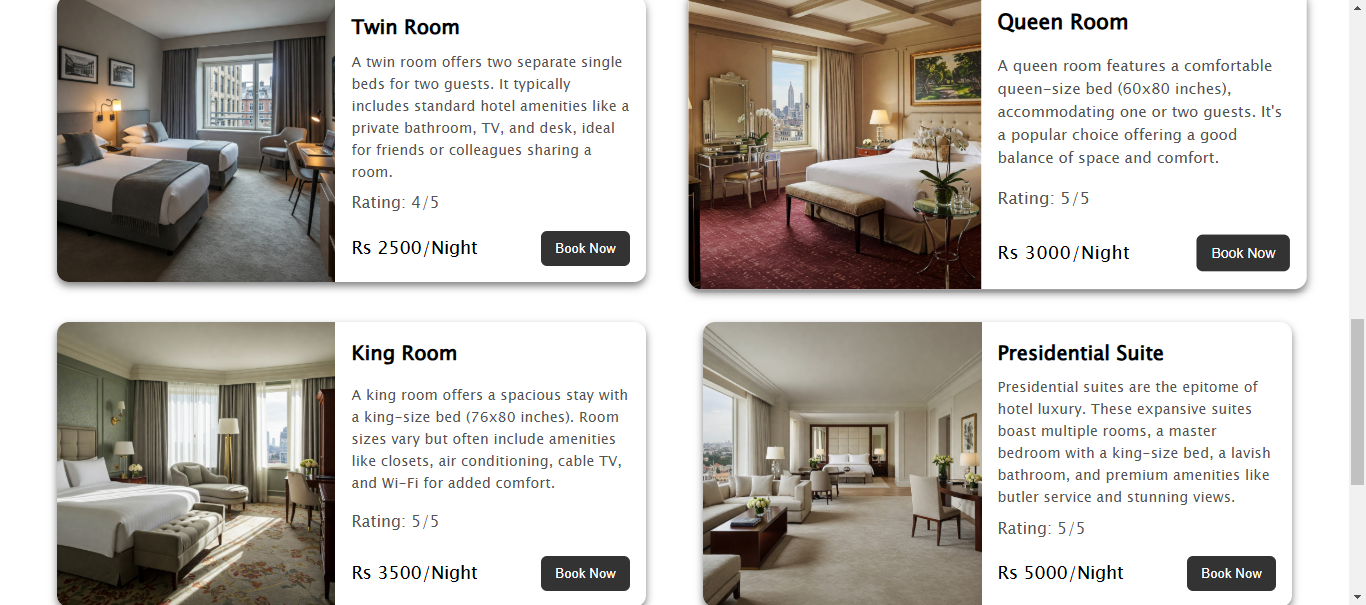 Twin Room
A twin room offers two separate single
beds for two guests. It typically
includes standard hotel amenities like a
private bathroom, TV, and desk, ideal
for friends or colleagues sharing a
room.
Rating: 4/5
Rs 2500/Night
Book Now
Queen Room
A queen room features a comfortable
queen-size bed (60x80 inches),
accommodating one or two guests. It's
a popular choice offering a good
balance of space and comfort.
Rating: 5/5
Rs 3000/Night
Book Now
King Room
A king room offers a spacious stay with
a king-size bed (76x80 inches). Room
sizes vary but often include amenities
like closets, air conditioning, cable TV,
and Wi-Fi for added comfort.
Rating: 5/5
Rs 3500/Night
Book Now
Presidential Suite
Presidential suites are the epitome of
hotel luxury. These expansive suites
boast multiple rooms, a master
bedroom with a king-size bed, a lavish
bathroom, and premium amenities like
butler service and stunning views.
Rating: 5/5
Rs 5000/Night
Book Now